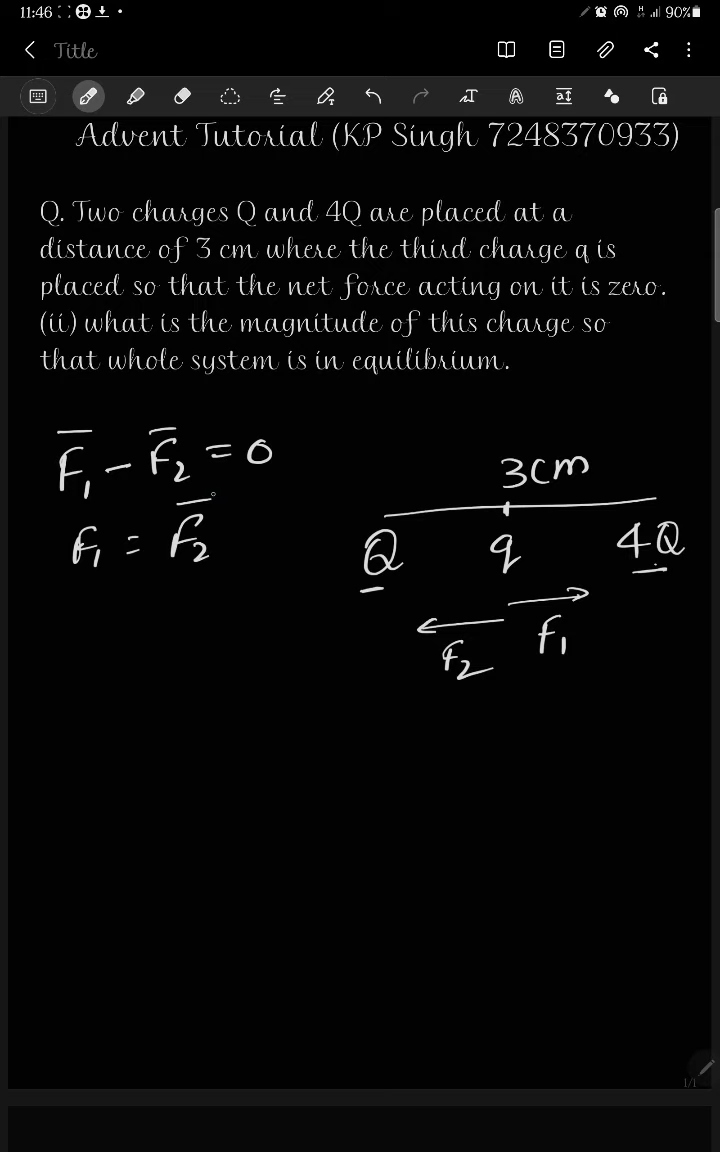 11:46
90%
Title
Advent Tutorial (KP Singh 7248370933)
Q. Two charges Q and 4Q are placed at a
distance of 3 cm where the third charge q is
placed so that the net force acting on it is zero.
(ii) what is the magnitude of this charge so
that whole system is in equilibrium.
F̅₁ - F̅₂ = 0
F₁ = F̅₂
3cm
Q q 4Q
F₂ F₁
1/1